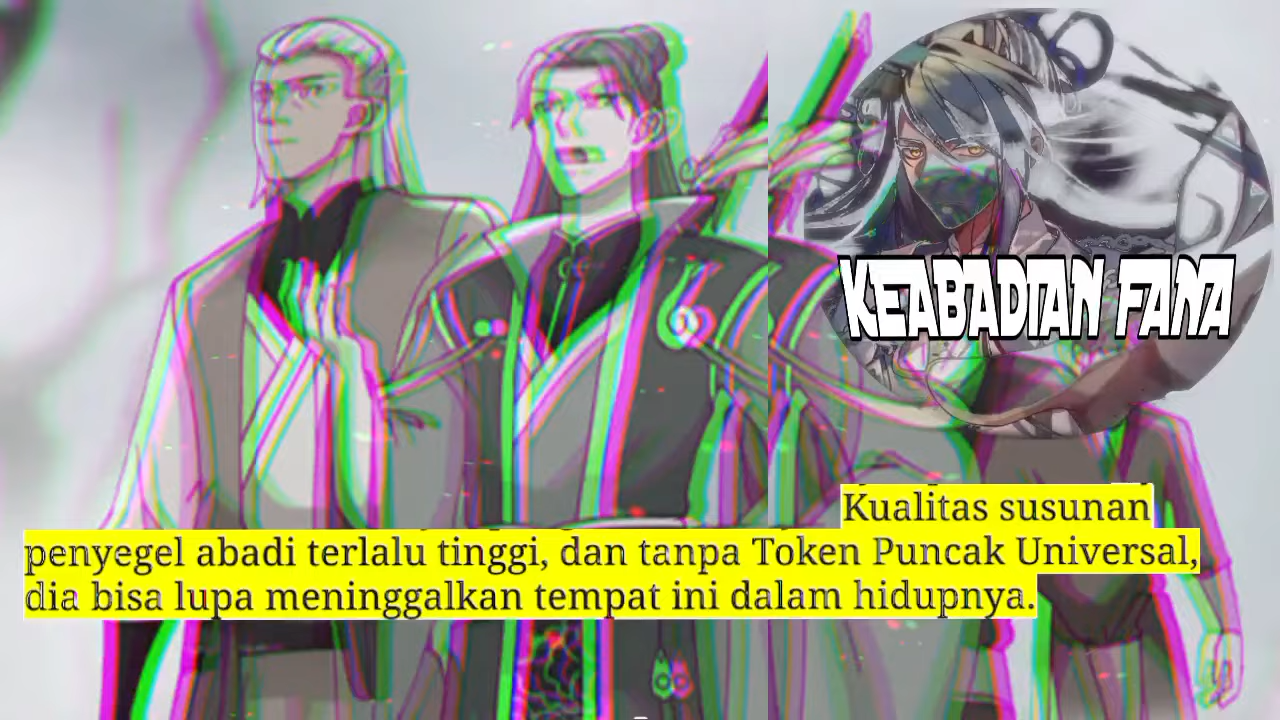 KEABADIAN FANA
Kualitas susunan
penyegel abadi terlalu tinggi, dan tanpa Token Puncak Universal,
dia bisa lupa meninggalkan tempat ini dalam hidupnya.